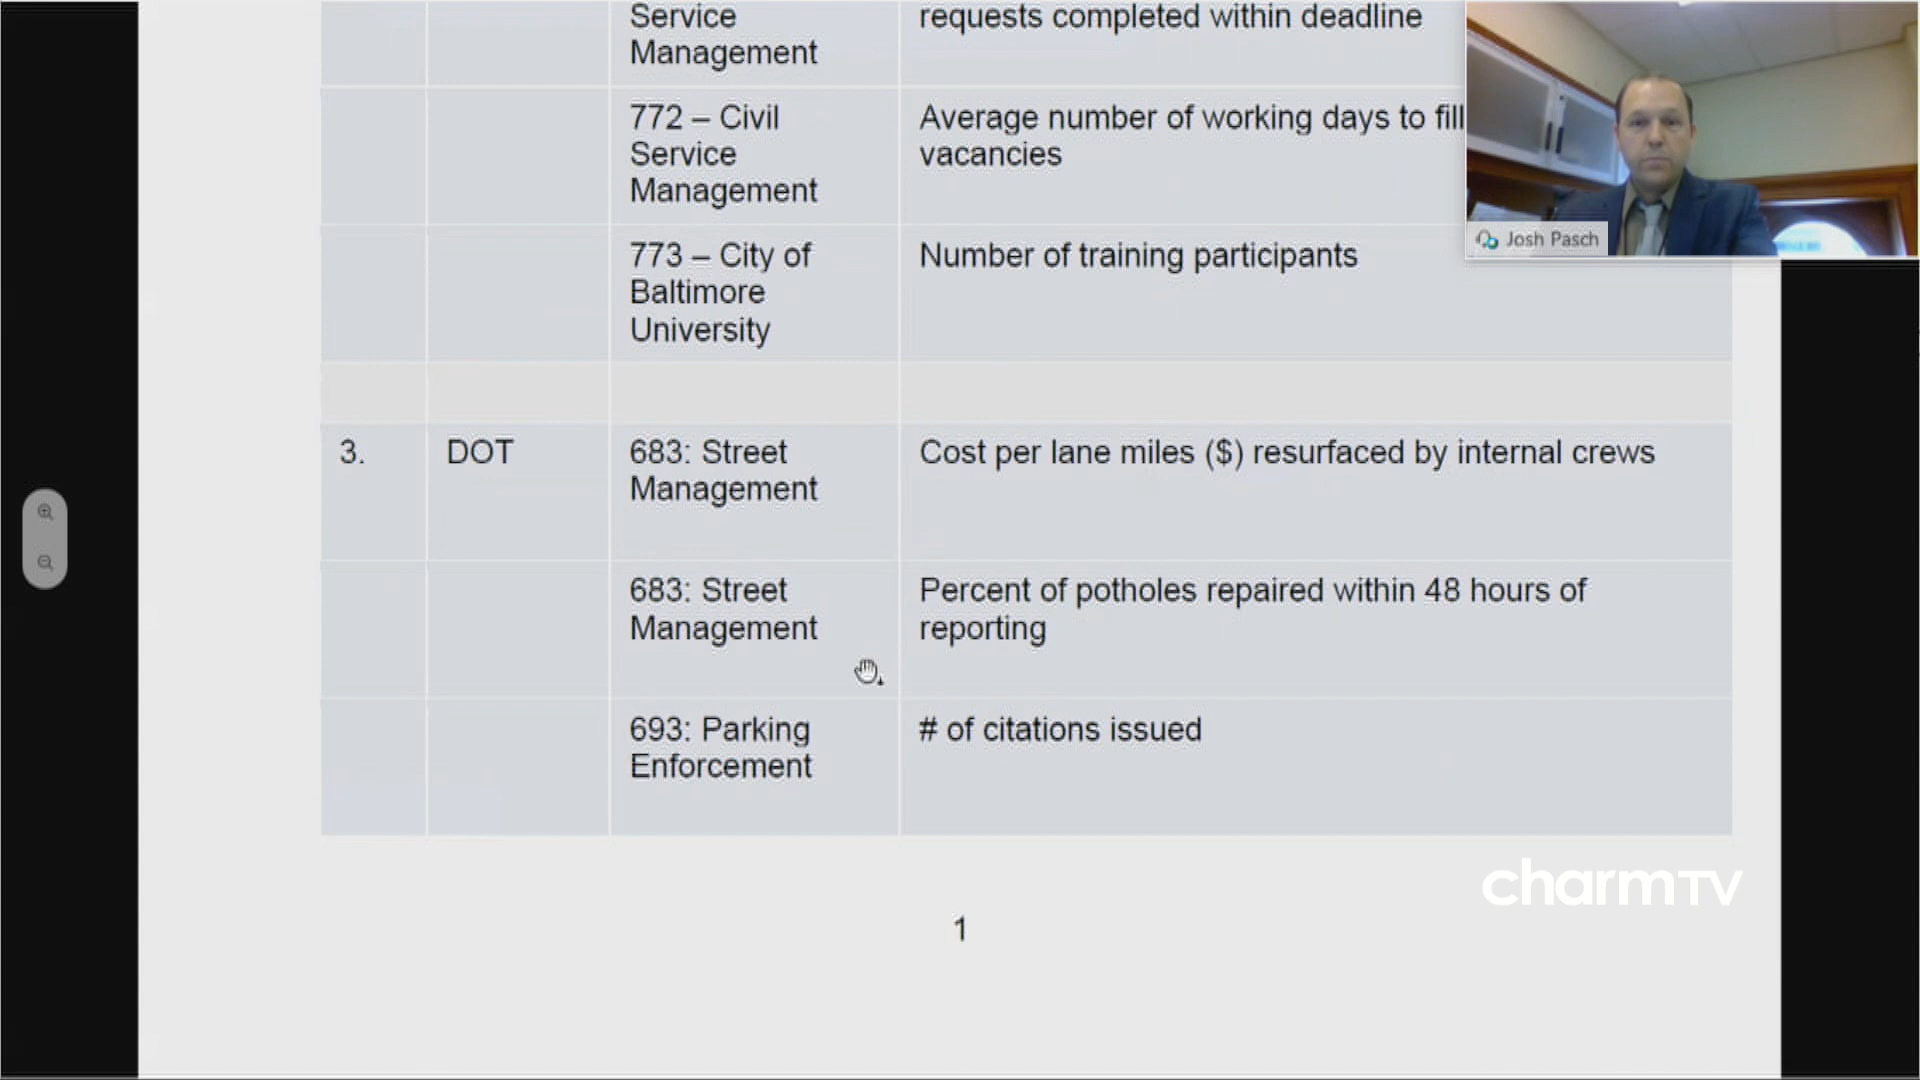 Service
Management
requests completed within deadline
772 – Civil
Service
Management
Average number of working days to fill
vacancies
Josh Pasch
773 – City of
Baltimore
University
Number of training participants
3.
DOT
683: Street
Management
Cost per lane miles ($) resurfaced by internal crews
683: Street
Management
Percent of potholes repaired within 48 hours of
reporting
693: Parking
Enforcement
# of citations issued
charmTV
1